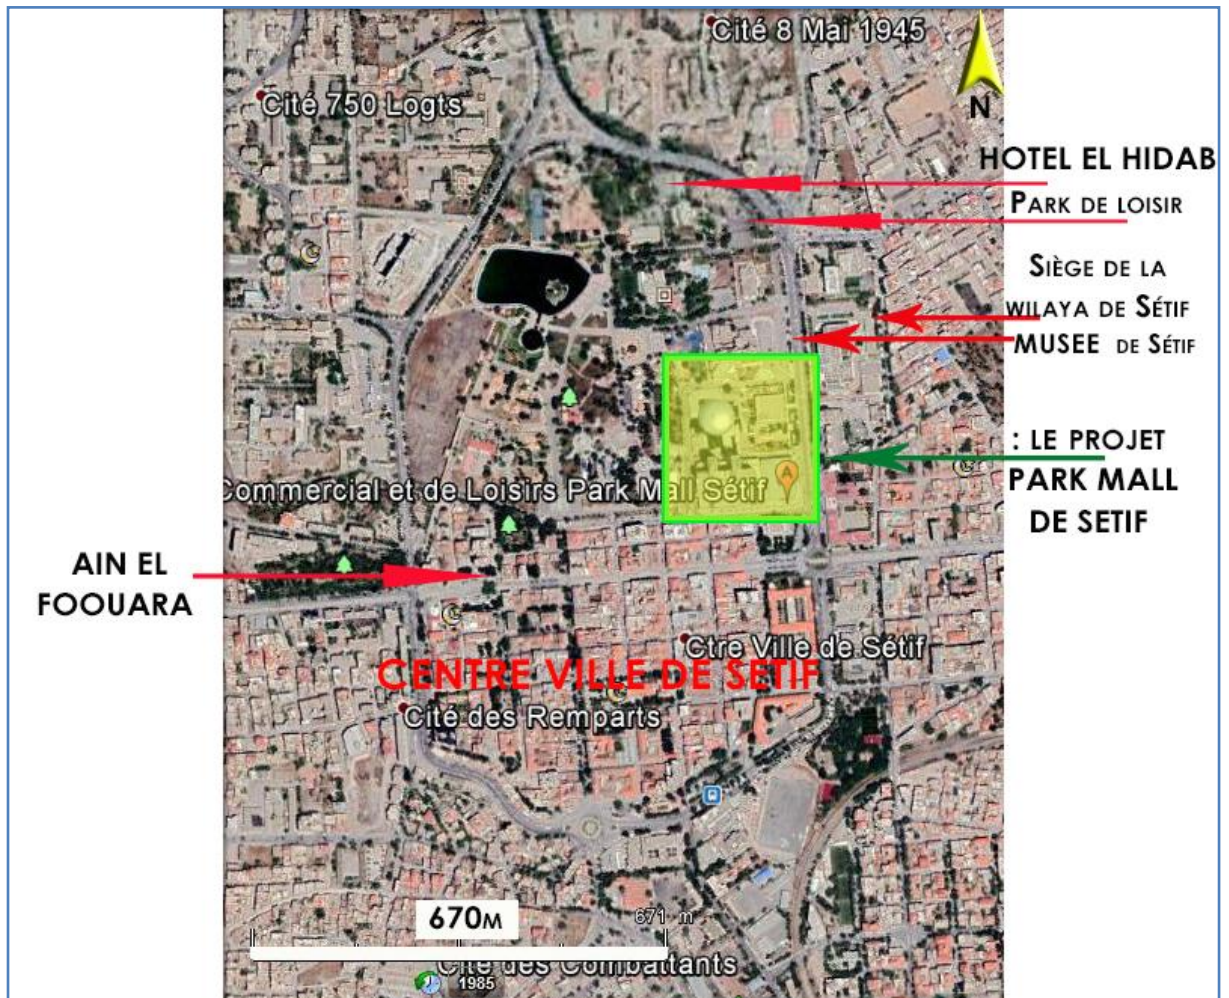 Cité 8 Mai 1945
Cité 750 Logts
N
HOTEL EL HIDAB
PARK DE LOISIR
SIÈGE DE LA
WILAYA DE SÉTIF
MUSEE DE SÉTIF
: LE PROJET
PARK MALL
DE SETIF
A
Commercial et de Loisirs Park Mall Sétif
AIN EL
FOOUARA
Ctre Ville de Sétif
CENTRE VILLE DE SETIF
Cité des Remparts
670M
671 m
Cité des Combattants
1985